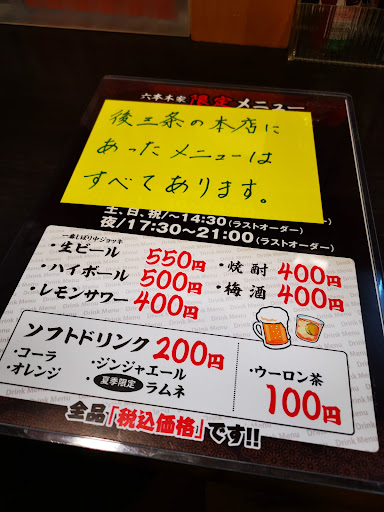 六本木家 限定 メニュー
後三条の本店に
あったメニューは
すべてあります。
土、日、祝/～14:30(ラストオーダー)
夜/17:30～21:00(ラストオーダー)
一番しぼり中ジョッキ
・生ビール 550円
・ハイボール 500円
・レモンサワー 400円
・焼酎 400円
・梅酒 400円
ソフトドリンク 200円
・コーラ
・オレンジ
・ジンジャエール
・夏季限定 ラムネ
・ウーロン茶
100円
全品「税込価格」です!!
Drink Menu